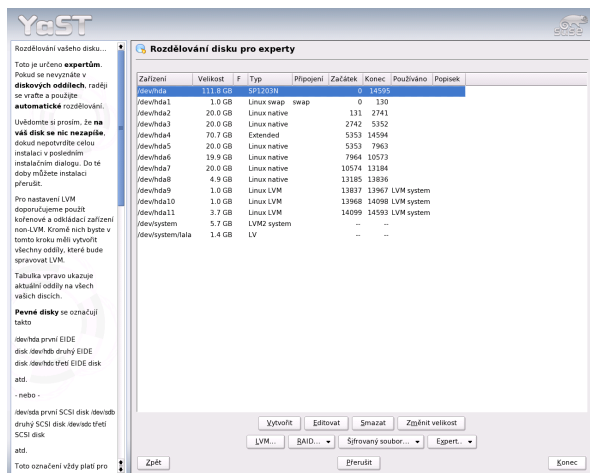 YaST
SUSE
Rozdělování vašeho disku...
Toto je určeno expertům.
Pokud se nevyznáte v
diskových oddílech, raději
se vraťte a použijte
automatické rozdělování.
Uvědomte si prosím, že na
váš disk se nic nezapíše,
dokud nepotvrdíte celou
instalaci v posledním
instalačním dialogu. Do té
doby můžete instalaci
přerušit.
Pro nastavení LVM
doporučujeme použít
kořenové a odkládací zařízení
non-LVM. Kromě nich byste v
tomto kroku měli vytvořit
všechny oddíly, které bude
spravovat LVM.
Tabulka vpravo ukazuje
aktuální oddíly na všech
vašich discích.
Pevné disky se označují
takto
/dev/hda první EIDE
disk /dev/hdb druhý EIDE
disk /dev/hdc třetí EIDE disk
atd.
- nebo -
/dev/sda první SCSI disk /dev/sdb
druhý SCSI disk /dev/sdc třetí
SCSI disk
atd.
Toto označení vždy platí pro
Rozdělování disku pro experty
Zařízení Velikost F Typ Připojení Začátek Konec Používáno Popisek
/dev/hda 111.8 GB SP1203N 0 14595
/dev/hda1 1.0 GB Linux swap swap 0 130
/dev/hda2 20.0 GB Linux native 131 2741
/dev/hda3 20.0 GB Linux native 2742 5352
/dev/hda4 70.7 GB Extended 5353 14594
/dev/hda5 20.0 GB Linux native 5353 7963
/dev/hda6 19.9 GB Linux native 7964 10573
/dev/hda7 20.0 GB Linux native 10574 13184
/dev/hda8 4.9 GB Linux native 13185 13836
/dev/hda9 1.0 GB Linux LVM 13837 13967 LVM system
/dev/hda10 1.0 GB Linux LVM 13968 14098 LVM system
/dev/hda11 3.7 GB Linux LVM 14099 14593 LVM system
/dev/system 5.7 GB LVM2 system -- --
/dev/system/lala 1.4 GB LV -- --
Vytvořit Editovat Smazat Změnit velikost
LVM... RAID... Šifrovaný soubor... Expert..
Zpět Přerušit Konec